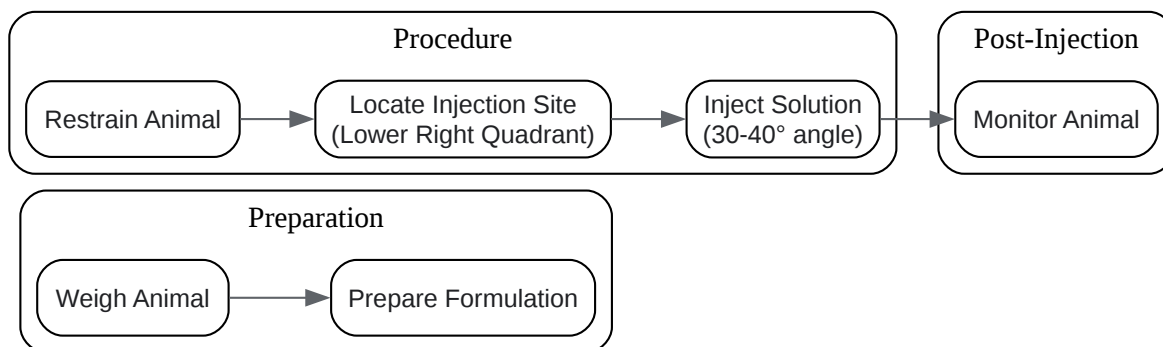 Procedure
Restrain Animal
Locate Injection Site
(Lower Right Quadrant)
Inject Solution
(30-40° angle)
Post-Injection
Monitor Animal
Preparation
Weigh Animal
Prepare Formulation